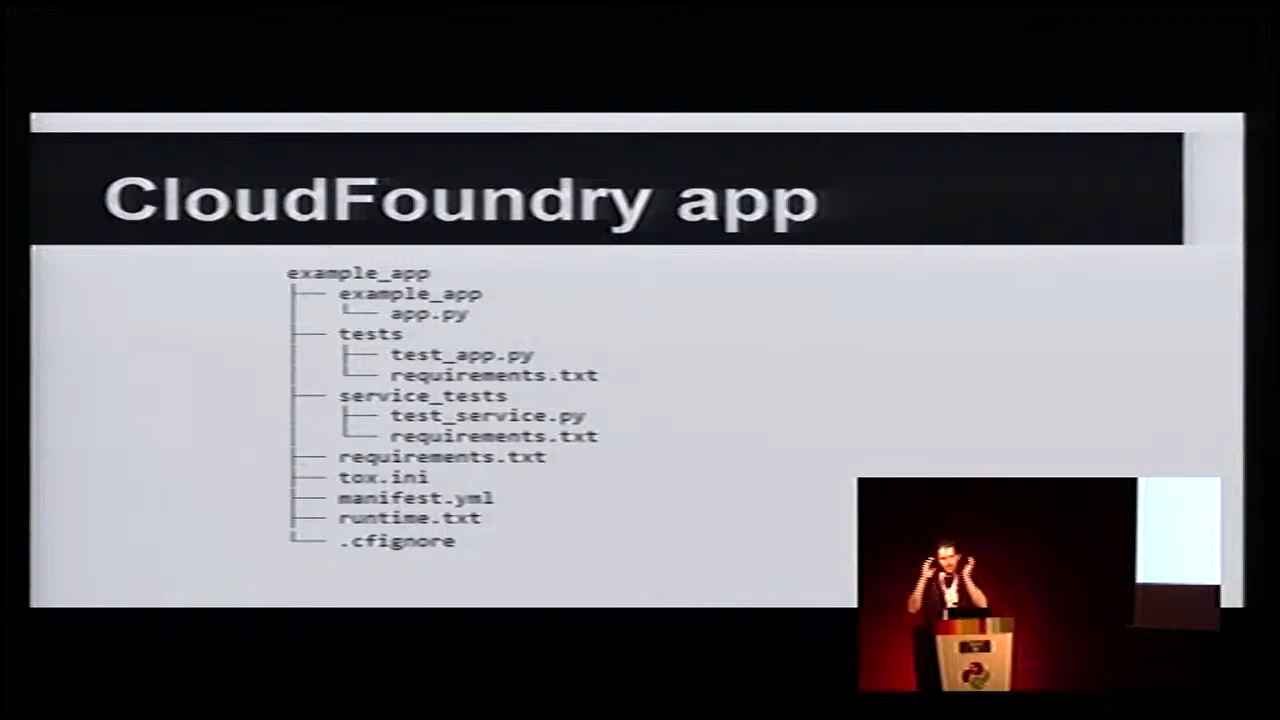 CloudFoundry app
example_app
├── example_app
│   └── app.py
├── tests
│   ├── test_app.py
│   └── requirements.txt
├── service_tests
│   ├── test_service.py
│   └── requirements.txt
├── requirements.txt
├── tox.ini
├── manifest.yml
├── runtime.txt
└── .cfignore